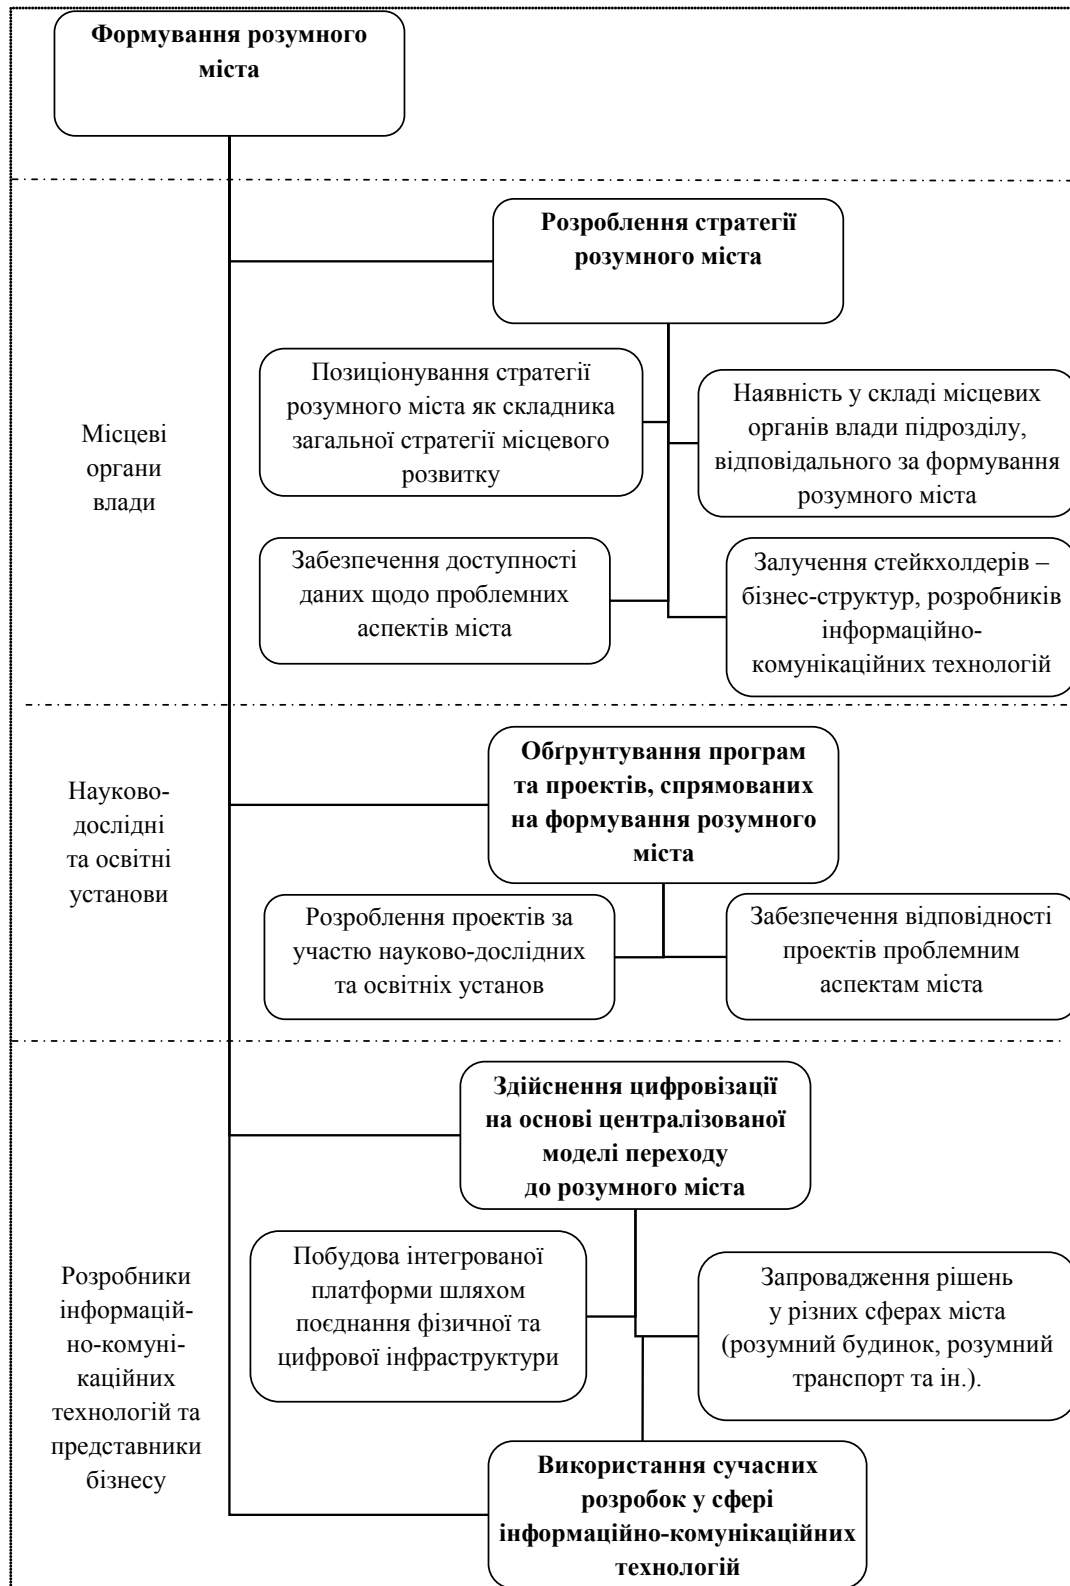 Формування розумного
міста
Розроблення стратегії
розумного міста
Місцеві
органи
влади
Позиціонування стратегії
розумного міста як складника
загальної стратегії місцевого
розвитку
Наявність у складі місцевих
органів влади підрозділу,
відповідального за формування
розумного міста
Забезпечення доступності
даних щодо проблемних
аспектів міста
Залучення стейкхолдерів –
бізнес-структур, розробників
інформаційно-
комунікаційних технологій
Науково-
дослідні
та освітні
установи
Обґрунтування програм
та проектів, спрямованих
на формування розумного
міста
Розроблення проектів за
участю науково-дослідних
та освітніх установ
Забезпечення відповідності
проектів проблемним
аспектам міста
Розробники
інформацій-
но-комуні-
каційних
технологій та
представники
бізнесу
Здійснення цифровізації
на основі централізованої
моделі переходу
до розумного міста
Побудова інтегрованої
платформи шляхом
поєднання фізичної та
цифрової інфраструктури
Запровадження рішень
у різних сферах міста
(розумний будинок, розумний
транспорт та ін.).
Використання сучасних
розробок у сфері
інформаційно-комунікаційних
технологій